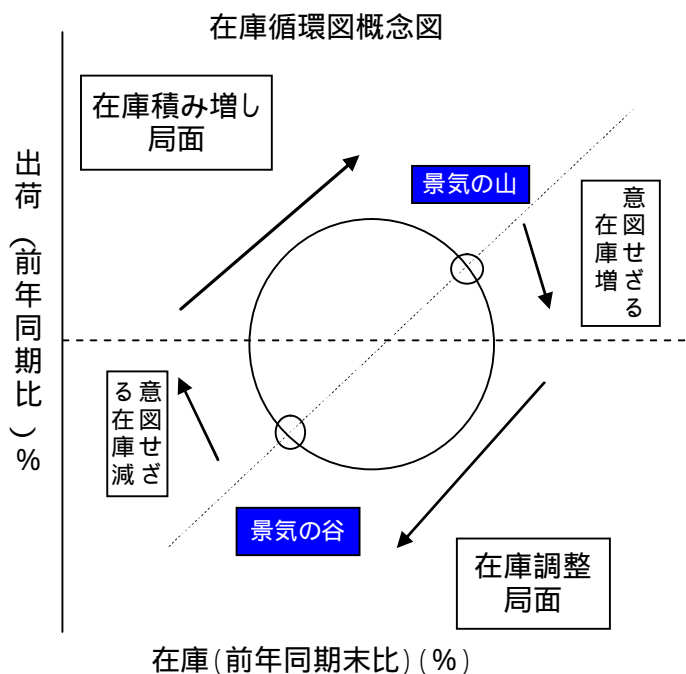 在庫循環図概念図
在庫積み増し
局面
出荷（前年同期比）％
景気の山
意図せざる
在庫増
意図せざ
る在庫減
景気の谷
在庫調整
局面
在庫(前年同期末比)(％)